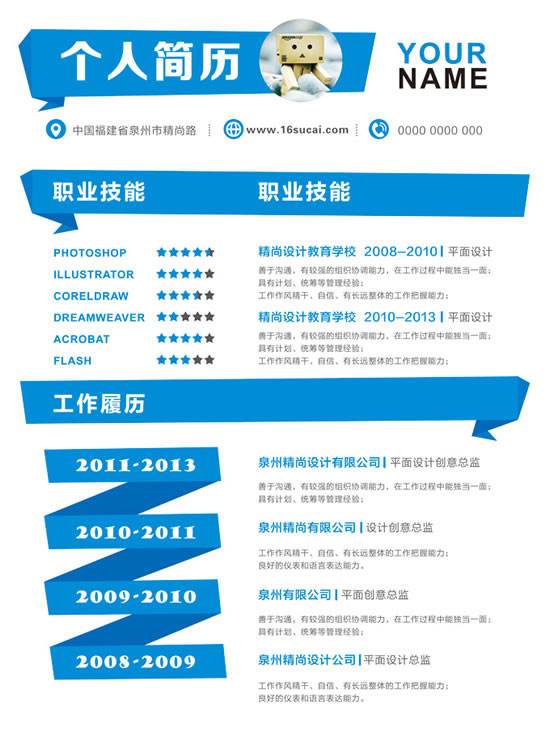 个人简历
YOUR
NAME
中国福建省泉州市精尚路
www.16sucai.com
0000 0000 000
职业技能
PHOTOSHOP
ILLUSTRATOR
CORELDRAW
DREAMWEAVER
ACROBAT
FLASH
职业技能
精尚设计教育学校 2008-2010 | 平面设计
善于沟通，有较强的组织协调能力，在工作过程中能独当一面；
具有计划、统筹等管理经验；
工作作风精干、自信、有长远整体的工作把握能力；
精尚设计教育学校 2010-2013 | 平面设计
善于沟通，有较强的组织协调能力，在工作过程中能独当一面；
具有计划、统筹等管理经验；
工作作风精干、自信、有长远整体的工作把握能力；
工作履历
2011-2013
泉州精尚设计有限公司 | 平面设计创意总监
善于沟通，有较强的组织协调能力，在工作过程中能独当一面；
具有计划、统筹等管理经验；
2010-2011
泉州精尚有限公司 | 设计创意总监
工作作风精干、自信、有长远整体的工作把握能力；
良好的仪表和语言表达能力。
2009-2010
泉州有限公司 | 平面创意总监
善于沟通，有较强的组织协调能力，在工作过程中能独当一面；
具有计划、统筹等管理经验；
2008-2009
泉州精尚设计公司 | 平面设计总监
工作作风精干、自信、有长远整体的工作把握能力；
良好的仪表和语言表达能力。